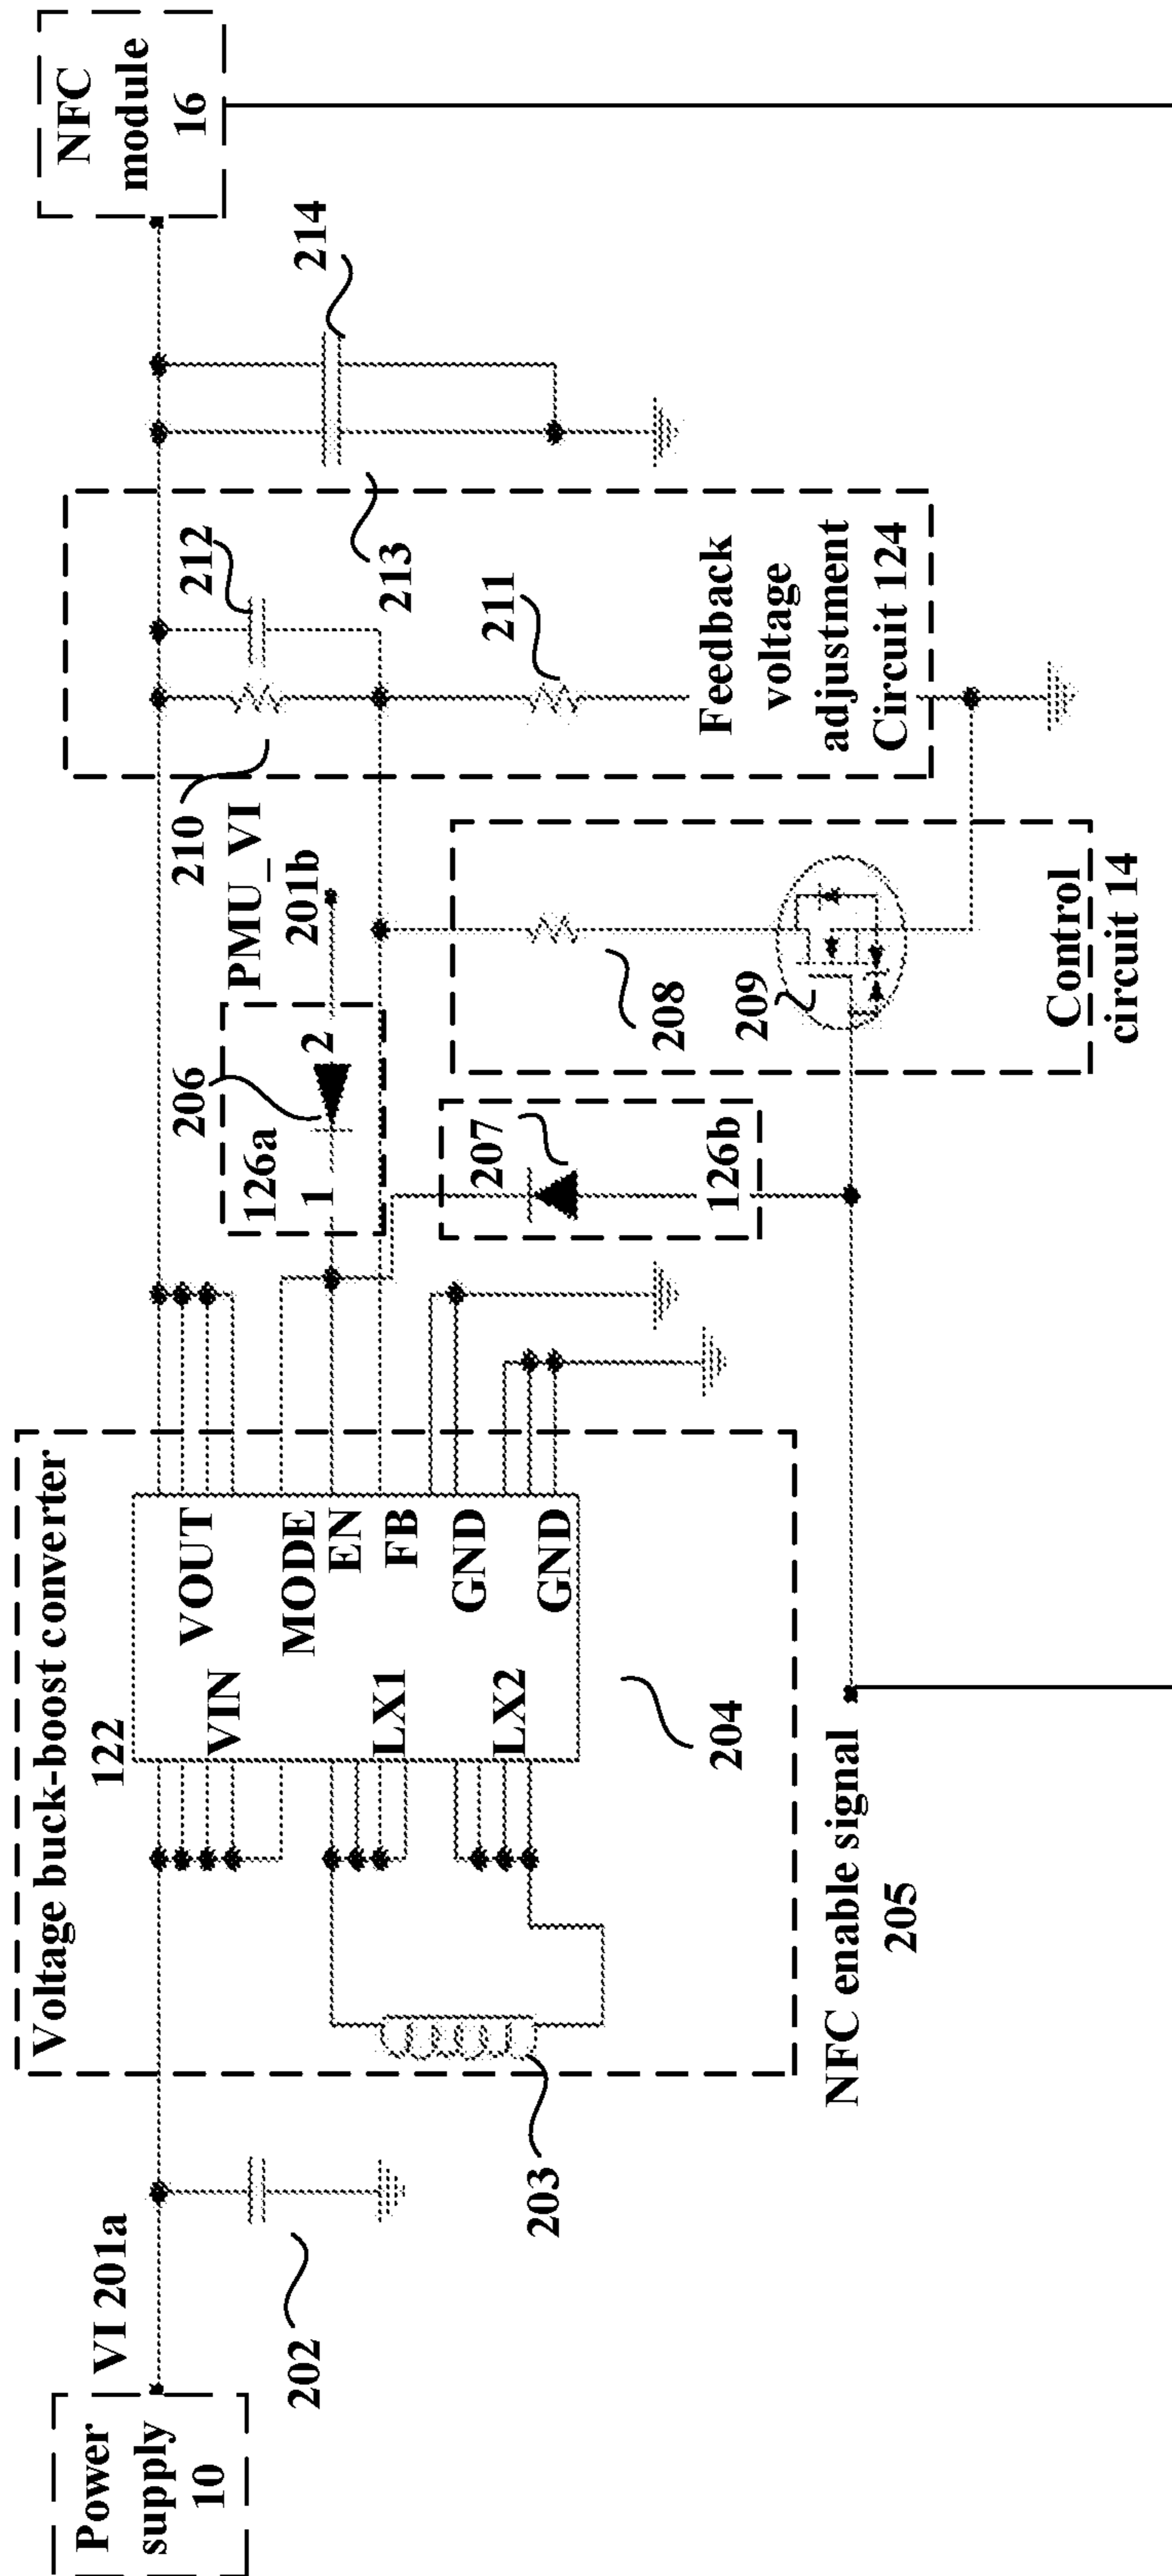 Power
supply
10
VI 201a
202
Voltage buck-boost converter
122
203
VIN
LX1
LX2
VOUT
MODE
EN
FB
GND
GND
204
NFC enable signal
205
126a
1
2
206
PMU_VI
201b
207
126b
208
209
Control
circuit 14
210
212
211
213
Feedback
voltage
adjustment
Circuit 124
214
NFC
module
16